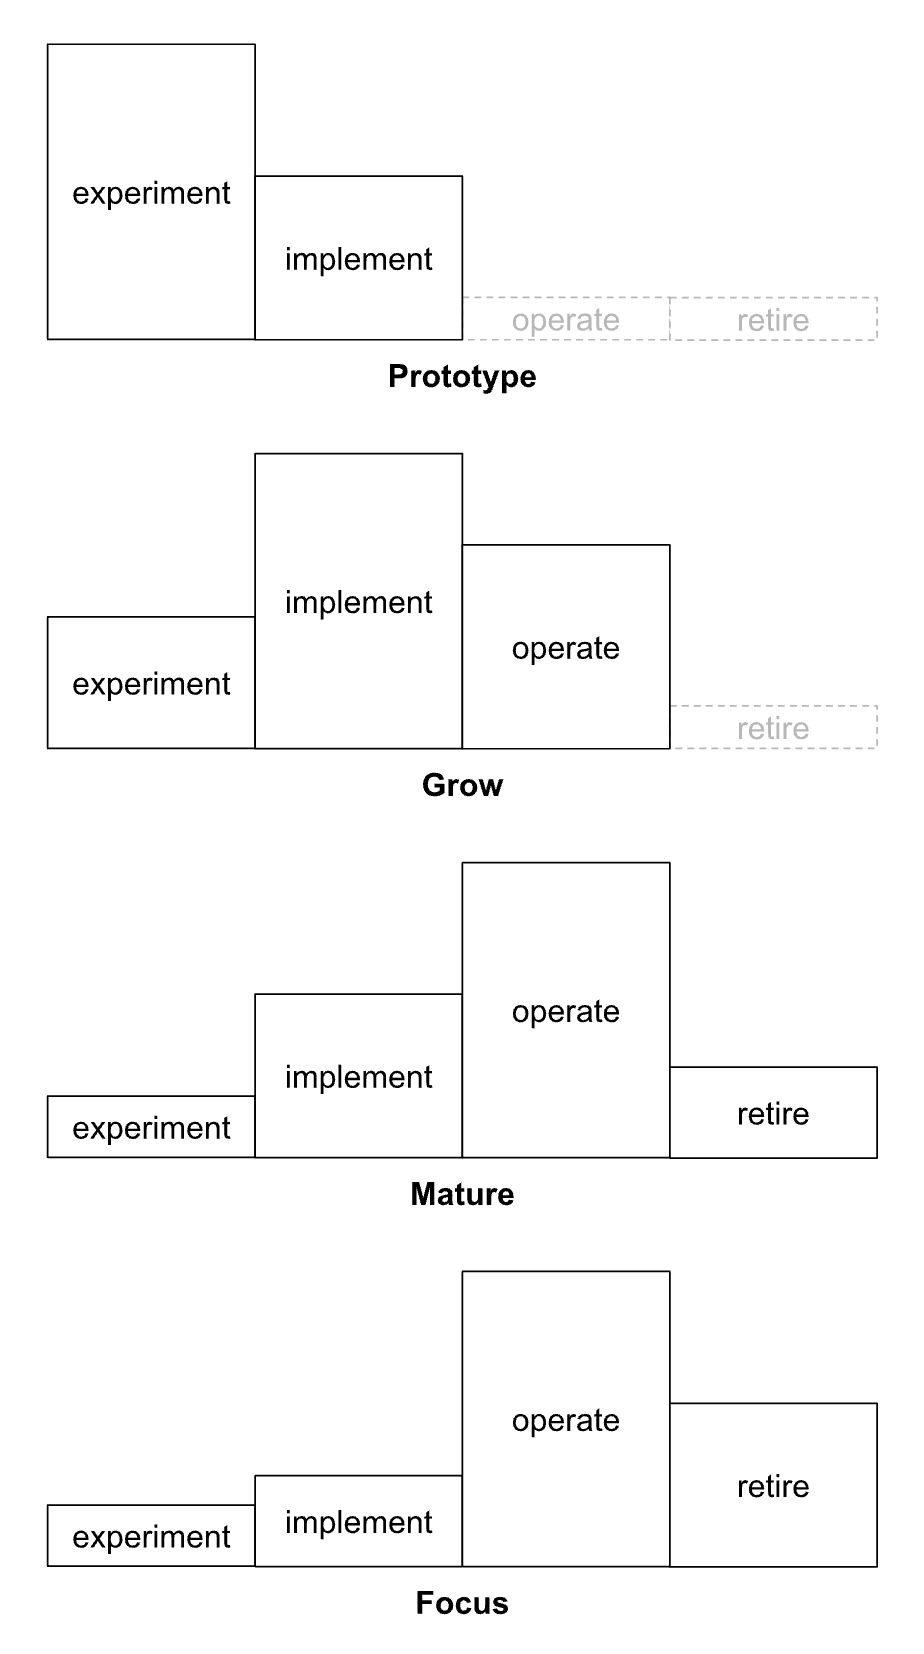 experiment
implement
operate
retire
Prototype
experiment
implement
operate
retire
Grow
experiment
implement
operate
retire
Mature
experiment
implement
operate
retire
Focus